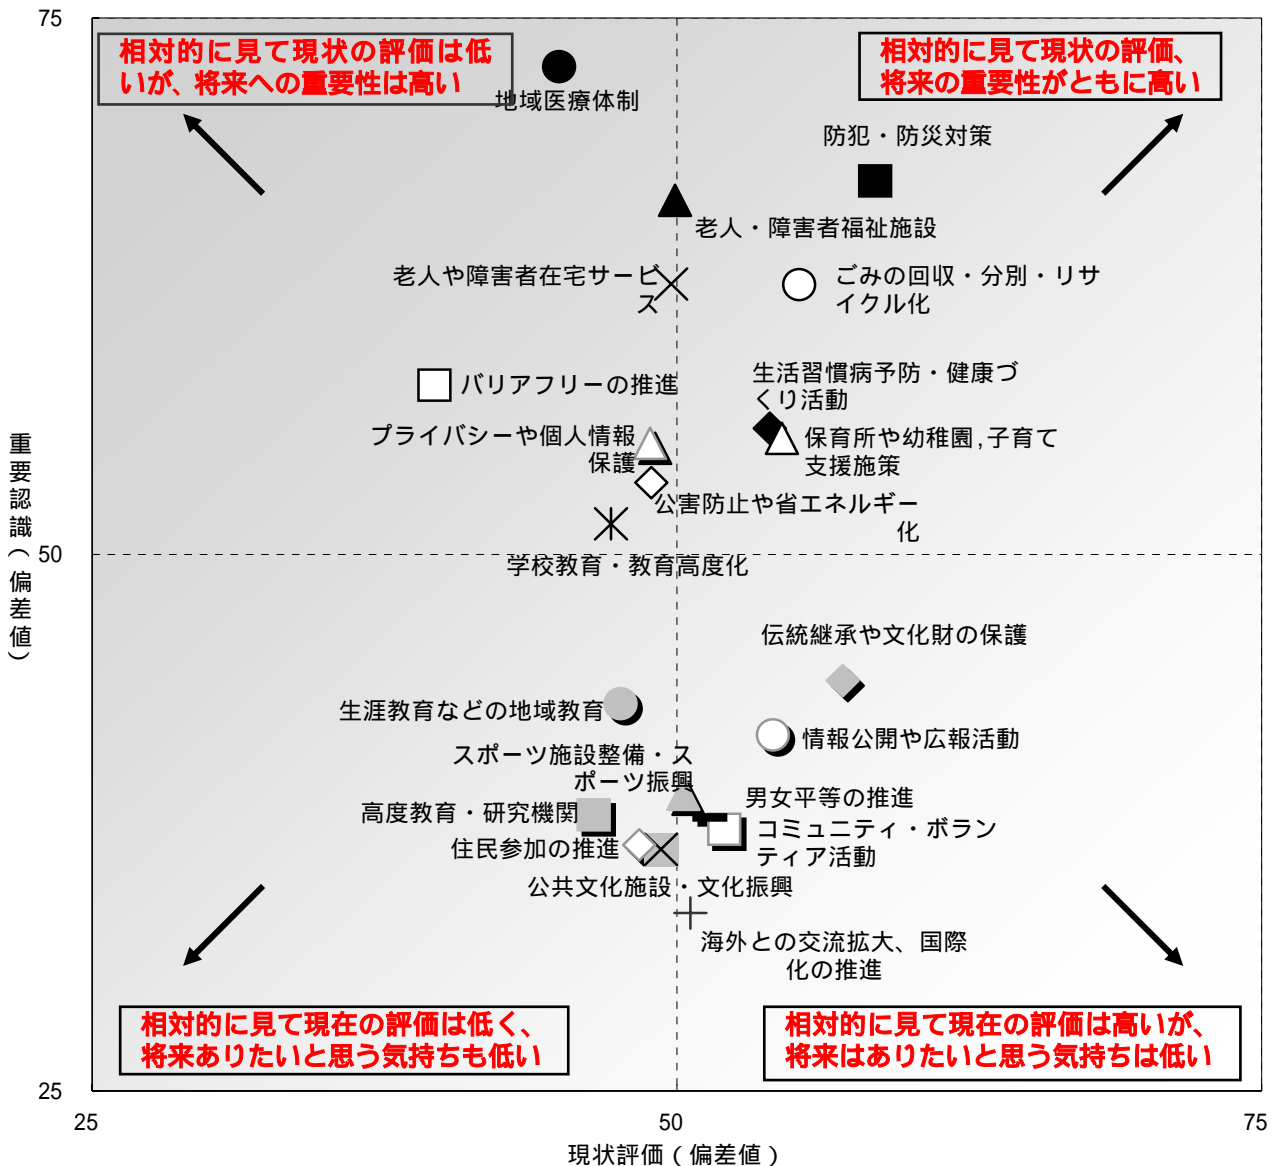 75
相対的に見て現状の評価は低
いが、将来への重要性は高い
相対的に見て現状の評価、
将来の重要性がともに高い
地域医療体制
防犯・防災対策
老人・障害者福祉施設
老人や障害者在宅サービ
ス
ごみの回収・分別・リサ
イクル化
バリアフリーの推進
生活習慣病予防・健康づ
くり活動
プライバシーや個人情報
保護
保育所や幼稚園,子育て
支援施策
公害防止や省エネルギー
化
重要認識(偏差値)
50
学校教育・教育高度化
伝統継承や文化財の保護
生涯教育などの地域教育
情報公開や広報活動
スポーツ施設整備・ス
ポーツ振興
男女平等の推進
高度教育・研究機関
コミュニティ・ボラン
ティア活動
住民参加の推進
公共文化施設・文化振興
海外との交流拡大、国際
化の推進
相対的に見て現在の評価は低く、
将来ありたいと思う気持ちも低い
相対的に見て現在の評価は高いが、
将来はありたいと思う気持ちは低い
25
25
50
75
現状評価(偏差値)